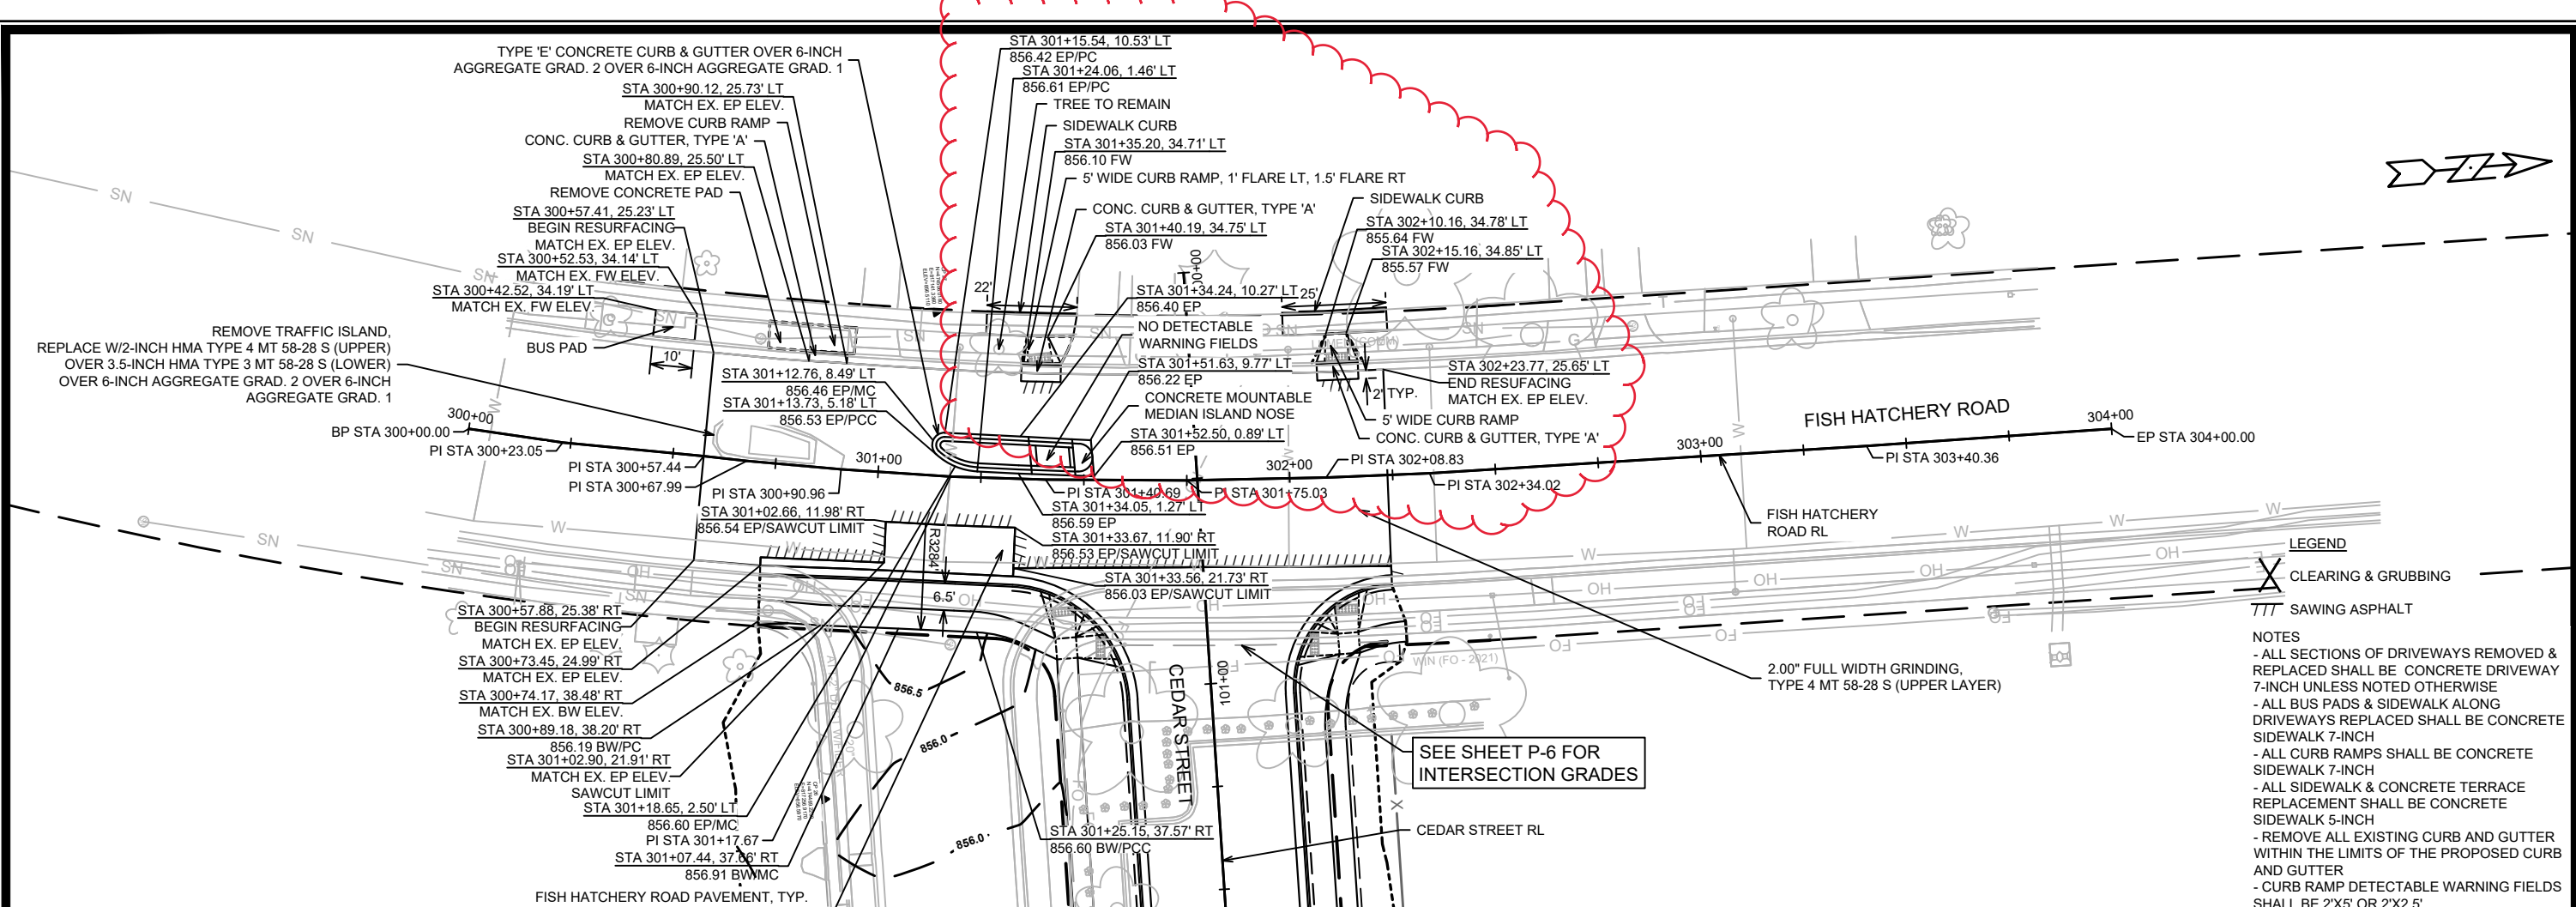 TYPE 'E' CONCRETE CURB & GUTTER OVER 6-INCH
AGGREGATE GRAD. 2 OVER 6-INCH AGGREGATE GRAD. 1
STA 300+90.12, 25.73' LT
MATCH EX. EP ELEV.
REMOVE CURB RAMP
CONC. CURB & GUTTER, TYPE 'A'
STA 300+80.89, 25.50' LT
MATCH EX. EP ELEV.
REMOVE CONCRETE PAD
STA 300+57.41, 25.23' LT
BEGIN RESURFACING
MATCH EX. EP ELEV.
STA 300+52.53, 34.14' LT
MATCH EX. FW ELEV.
STA 300+42.52, 34.19' LT
MATCH EX. FW ELEV.
REMOVE TRAFFIC ISLAND,
REPLACE W/2-INCH HMA TYPE 4 MT 58-28 S (UPPER)
OVER 3.5-INCH HMA TYPE 3 MT 58-28 S (LOWER)
OVER 6-INCH AGGREGATE GRAD. 2 OVER 6-INCH
AGGREGATE GRAD. 1
BUS PAD
10'
STA 301+15.54, 10.53' LT
856.42 EP/PC
STA 301+24.06, 1.46' LT
856.61 EP/PC
TREE TO REMAIN
SIDEWALK CURB
STA 301+35.20, 34.71' LT
856.10 FW
5' WIDE CURB RAMP, 1' FLARE LT, 1.5' FLARE RT
CONC. CURB & GUTTER, TYPE 'A'
STA 301+40.19, 34.75' LT
856.03 FW
SIDEWALK CURB
STA 302+10.16, 34.78' LT
855.64 FW
STA 302+15.16, 34.85' LT
855.57 FW
22'
25'
STA 301+34.24, 10.27' LT
856.40 EP
NO DETECTABLE
WARNING FIELDS
STA 301+51.63, 9.77' LT
856.22 EP
CONCRETE MOUNTABLE
MEDIAN ISLAND NOSE
STA 301+52.50, 0.89' LT
856.51 EP
STA 301+12.76, 8.49' LT
856.46 EP/MC
STA 301+13.73, 5.18' LT
856.53 EP/PCC
STA 302+23.77, 25.65' LT
END RESUFACING
MATCH EX. EP ELEV.
2' TYP.
5' WIDE CURB RAMP
CONC. CURB & GUTTER, TYPE 'A'
FISH HATCHERY ROAD
300+00
301+00
302+00
303+00
304+00
BP STA 300+00.00
PI STA 300+23.05
PI STA 300+57.44
PI STA 300+67.99
PI STA 300+90.96
PI STA 301+40.69
PI STA 301+75.03
PI STA 302+08.83
PI STA 302+34.02
PI STA 303+40.36
EP STA 304+00.00
STA 301+02.66, 11.98' RT
856.54 EP/SAWCUT LIMIT
STA 301+34.05, 1.27' LT
856.59 EP
STA 301+33.67, 11.90' RT
856.53 EP/SAWCUT LIMIT
STA 301+33.56, 21.73' RT
856.03 EP/SAWCUT LIMIT
R3284'
6.5'
FISH HATCHERY
ROAD RL
STA 300+57.88, 25.38' RT
BEGIN RESURFACING
MATCH EX. EP ELEV.
STA 300+73.45, 24.99' RT
MATCH EX. EP ELEV.
STA 300+74.17, 38.48' RT
MATCH EX. BW ELEV.
STA 300+89.18, 38.20' RT
856.19 BW/PC
STA 301+02.90, 21.91' RT
MATCH EX. EP ELEV.
SAWCUT LIMIT
STA 301+18.65, 2.50' LT
856.60 EP/MC
PI STA 301+17.67
STA 301+07.44, 37.66' RT
856.91 BW/MC
FISH HATCHERY ROAD PAVEMENT, TYP.
856.5
856.0
856.0
STA 301+25.15, 37.57' RT
856.60 BW/PCC
CEDAR STREET
101+00
WIN (FO - 2021)
2.00" FULL WIDTH GRINDING,
TYPE 4 MT 58-28 S (UPPER LAYER)
SEE SHEET P-6 FOR
INTERSECTION GRADES
CEDAR STREET RL
LEGEND
CLEARING & GRUBBING
SAWING ASPHALT
NOTES
- ALL SECTIONS OF DRIVEWAYS REMOVED &
REPLACED SHALL BE CONCRETE DRIVEWAY
7-INCH UNLESS NOTED OTHERWISE
- ALL BUS PADS & SIDEWALK ALONG
DRIVEWAYS REPLACED SHALL BE CONCRETE
SIDEWALK 7-INCH
- ALL CURB RAMPS SHALL BE CONCRETE
SIDEWALK 7-INCH
- ALL SIDEWALK & CONCRETE TERRACE
REPLACEMENT SHALL BE CONCRETE
SIDEWALK 5-INCH
- REMOVE ALL EXISTING CURB AND GUTTER
WITHIN THE LIMITS OF THE PROPOSED CURB
AND GUTTER
- CURB RAMP DETECTABLE WARNING FIELDS
SHALL BE 2'X5' OR 2'X2.5'